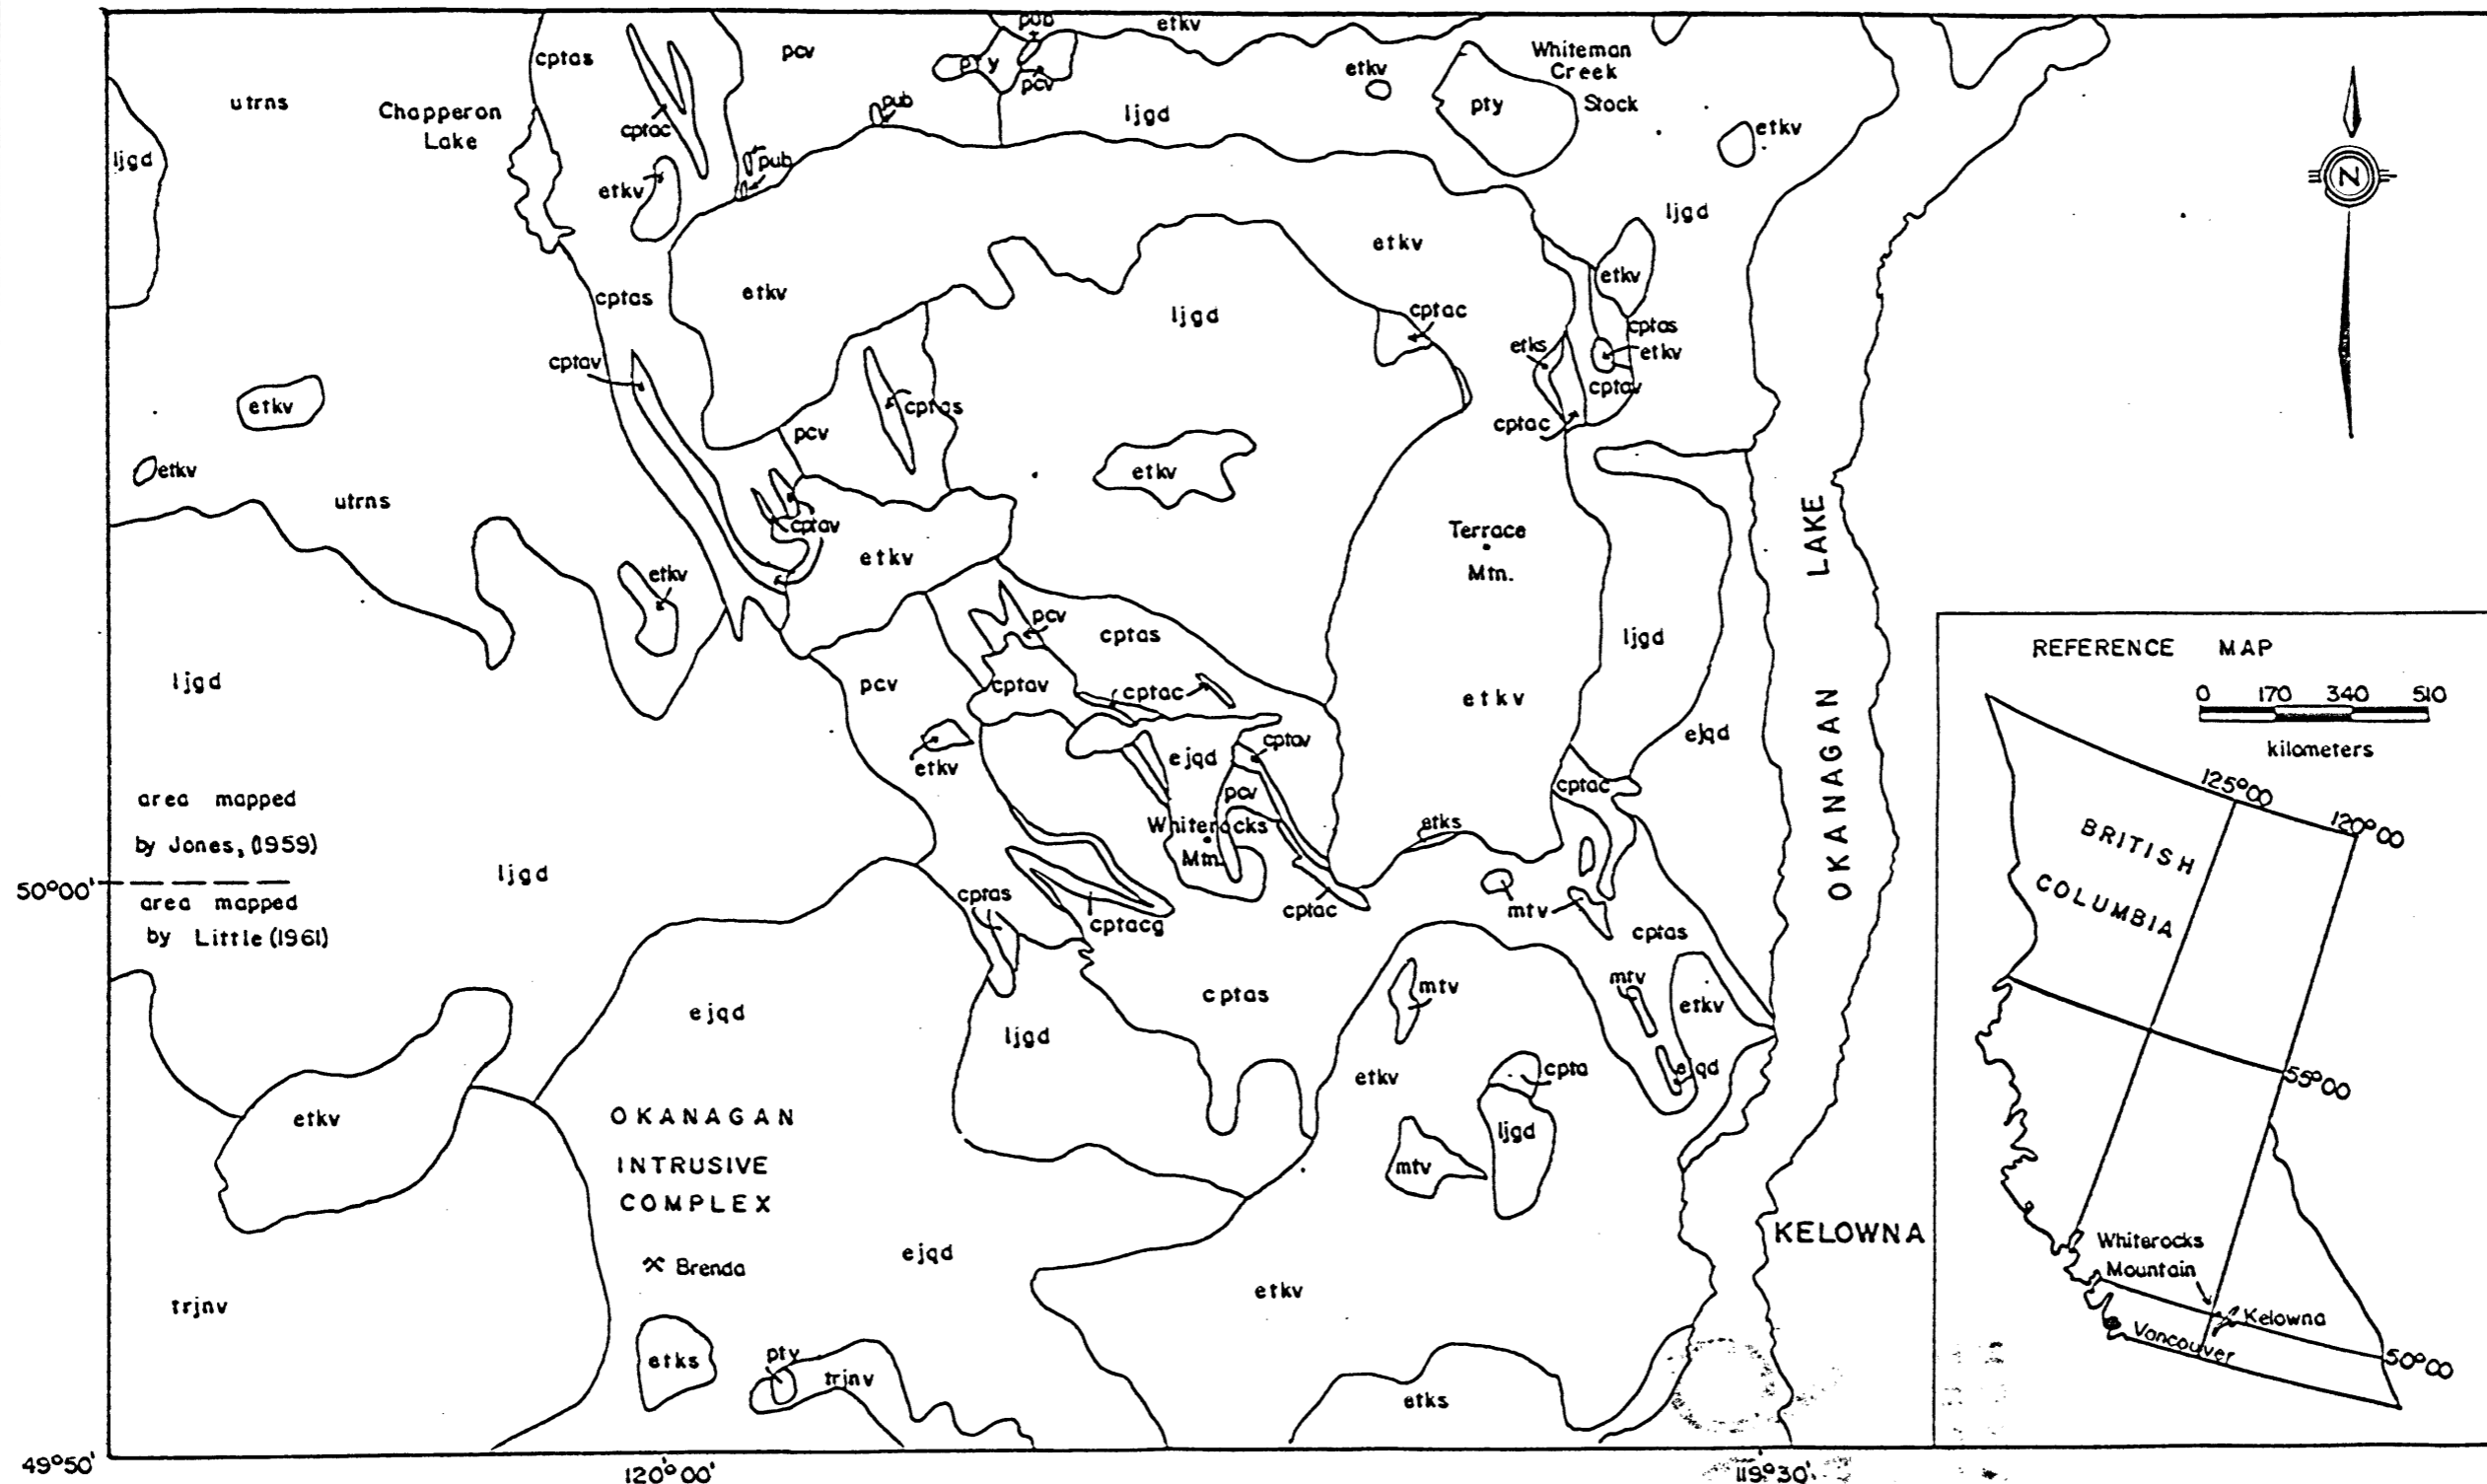 pub
etkv
cptas
pcv
Whiteman
Creek
Stock
pty
etkv
pcv
pty
utrns
Chapperon
Lake
cptac
pub
ljgd
etkv
ljgd
pub
etkv
ljgd
N
etkv
etkv
cptas
etkv
ljgd
cptac
cptas
etks
etkv
cptav
cptav
etkv
cptas
cptac
pcv
etkv
etkv
utrns
cptav
Terrace
Mtn.
etkv
etkv
pcv
cptas
ljgd
LAKE
ljgd
pcv
cptav
cptac
etkv
ejqd
OKANAGAN
etkv
ejqd
cptav
cptac
pcv
area mapped
by Jones, (1959)
Whiterocks
Mtn.
etks
50°00'
ljgd
area mapped
by Little (1961)
cptas
cptacg
cptac
mtv
cptas
ejqd
cptas
mtv
mtv
etkv
ljgd
etkv
cpta
ejqd
etkv
OKANAGAN
INTRUSIVE
COMPLEX
ljgd
mtv
KELOWNA
Brenda
ejqd
etkv
trjnv
etks
pty
trjnv
etks
49°50'
120°00'
119°30'
REFERENCE MAP
0 170 340 510
kilometers
125°00
120°00
BRITISH
COLUMBIA
55°00
Whiterocks
Mountain
Kelowna
Vancouver
50°00